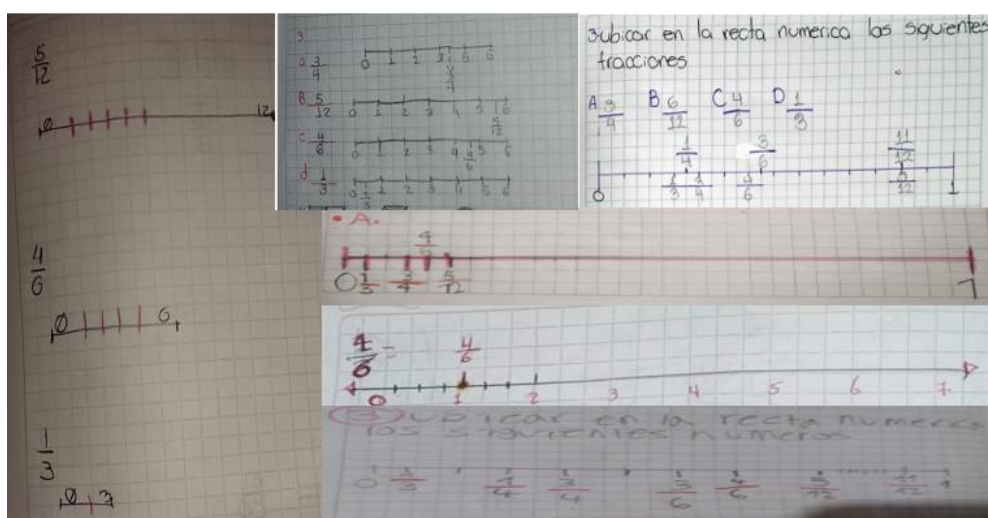 5/12
0 12
4/6
0 6
1/3
0 3
3
a 3/4
0 1 2 3 4 5 6
3/4
B 5/12
0 1 2 3 4 5 6
5/12
c 4/6
0 1 2 3 4 5 6
4/6
d 1/3
0 1 2 3 4 5 6
1/3
3 ubicar en la recta numerica las siguientes
fracciones
A 3/4 B 6/12 C 4/6 D 1/3
1/4 3/6 11/12
0 1
1/3 1/4 4/6 5/12
• A.
0 1/3 3/4 5/12 1
4/6 = 4/6
0 1 2 3 4 5 6 7
ubicar en la recta numerica
los siguientes numeros
0 1/3 1/4 3/4 3/6 4/6 5/12 11/12 1